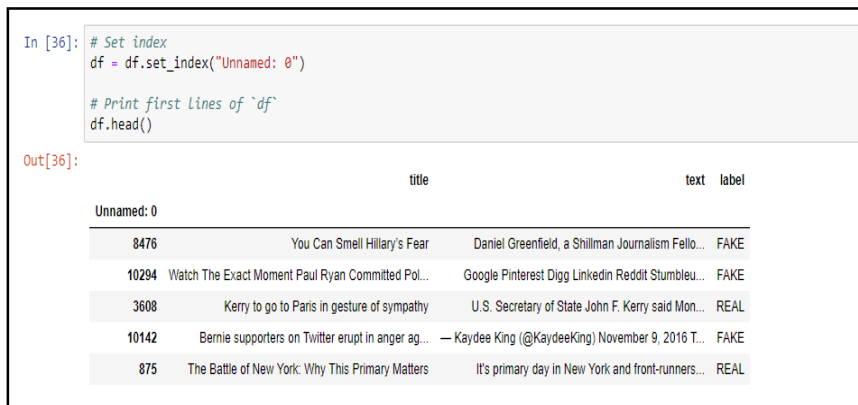 In [36]: # Set index
df = df.set_index("Unnamed: 0")
# Print first lines of `df`
df.head()
Out[36]:
title text label
Unnamed: 0
8476 You Can Smell Hillary's Fear Daniel Greenfield, a Shillman Journalism Fello... FAKE
10294 Watch The Exact Moment Paul Ryan Committed Pol... Google Pinterest Digg Linkedin Reddit Stumbleu... FAKE
3608 Kerry to go to Paris in gesture of sympathy U.S. Secretary of State John F. Kerry said Mon... REAL
10142 Bernie supporters on Twitter erupt in anger ag... — Kaydee King (@KaydeeKing) November 9, 2016 T... FAKE
875 The Battle of New York: Why This Primary Matters It's primary day in New York and front-runners... REAL